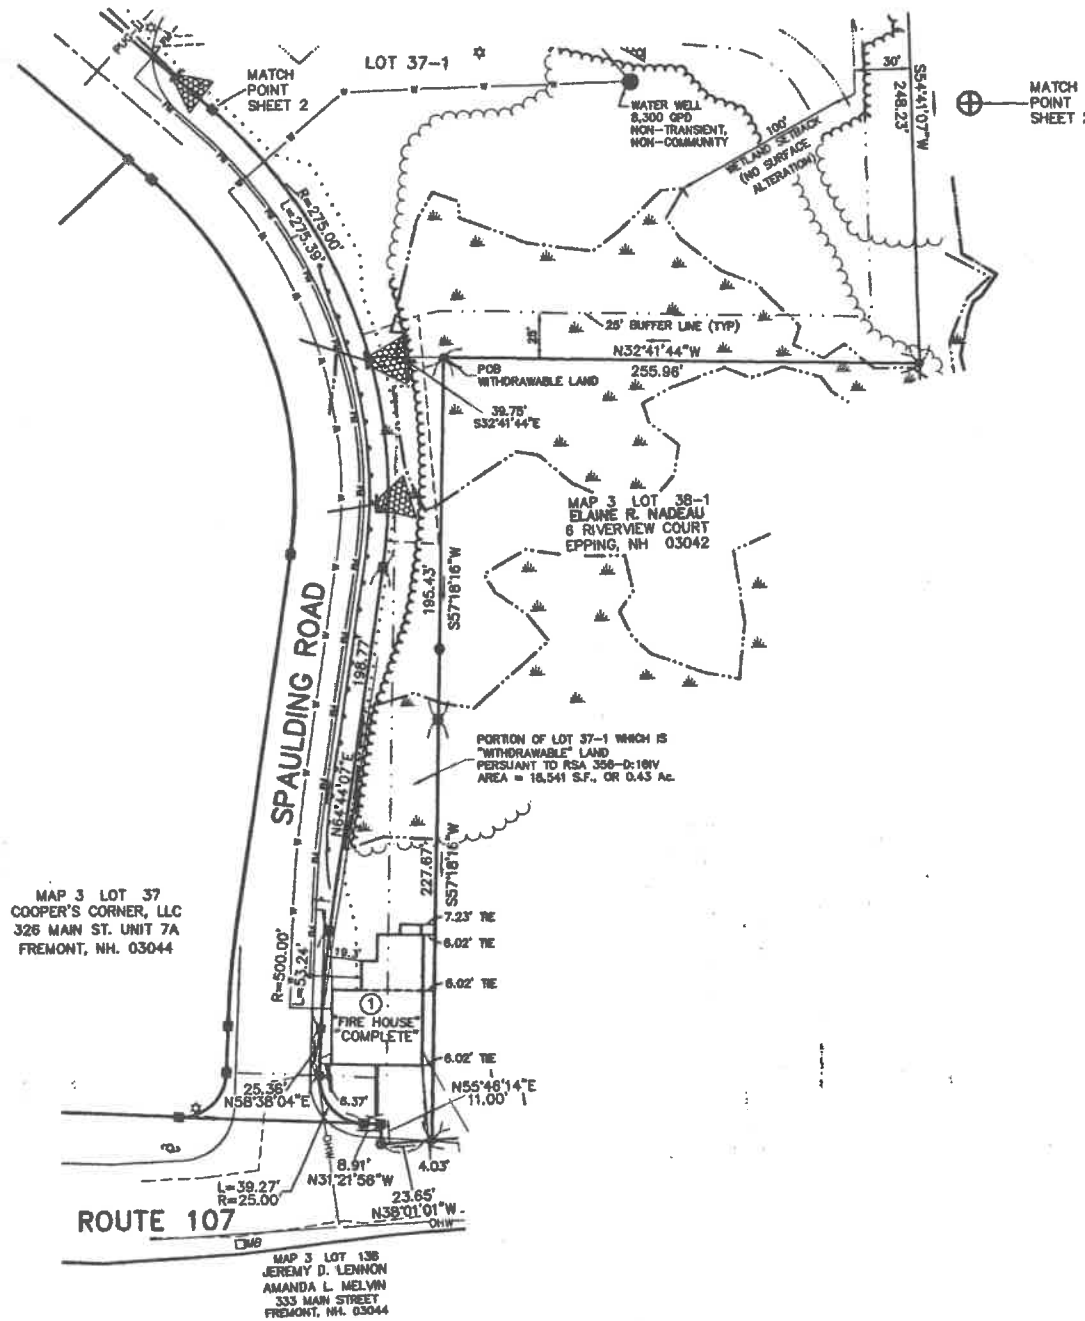 LOT 37-1
MATCH
POINT
SHEET 2
WATER WELL
8,300 GPD
NON-TRANSIENT,
NON-COMMUNITY
100'
WETLAND SETBACK
(NO SURFACE
ALTERATION)
30'
S54°41'07"W
248.23'
MATCH
POINT
SHEET 2
R=275.00'
L=275.39'
25' BUFFER LINE (TYP)
25'
N32°41'44"W
255.96'
POB
WITHDRAWABLE LAND
39.75'
S32°41'44"E
MAP 3 LOT 38-1
ELAINE R. NADEAU
6 RIVERVIEW COURT
EPPING, NH 03042
195.43'
S57°18'16"W
SPAULDING ROAD
198.77'
N64°44'07"E
PORTION OF LOT 37-1 WHICH IS
"WITHDRAWABLE" LAND
PERSUANT TO RSA 356-D:16IV
AREA = 18,541 S.F., OR 0.43 Ac.
227.67'
S57°18'16"W
MAP 3 LOT 37
COOPER'S CORNER, LLC
326 MAIN ST. UNIT 7A
FREMONT, NH. 03044
R=500.00'
L=53.24'
19.3'
7.23' TIE
6.02' TIE
6.02' TIE
1
"FIRE HOUSE"
"COMPLETE"
6.02' TIE
25.36'
N58°38'04"E
6.37'
N55°46'14"E
11.00'
8.91'
N31°21'56"W
4.03'
L=39.27'
R=25.00'
23.65'
N38°01'01"W
OHW
OHW
ROUTE 107
MB
MAP 3 LOT 138
JEREMY D. LENNON
AMANDA L. MELVIN
333 MAIN STREET
FREMONT, NH. 03044